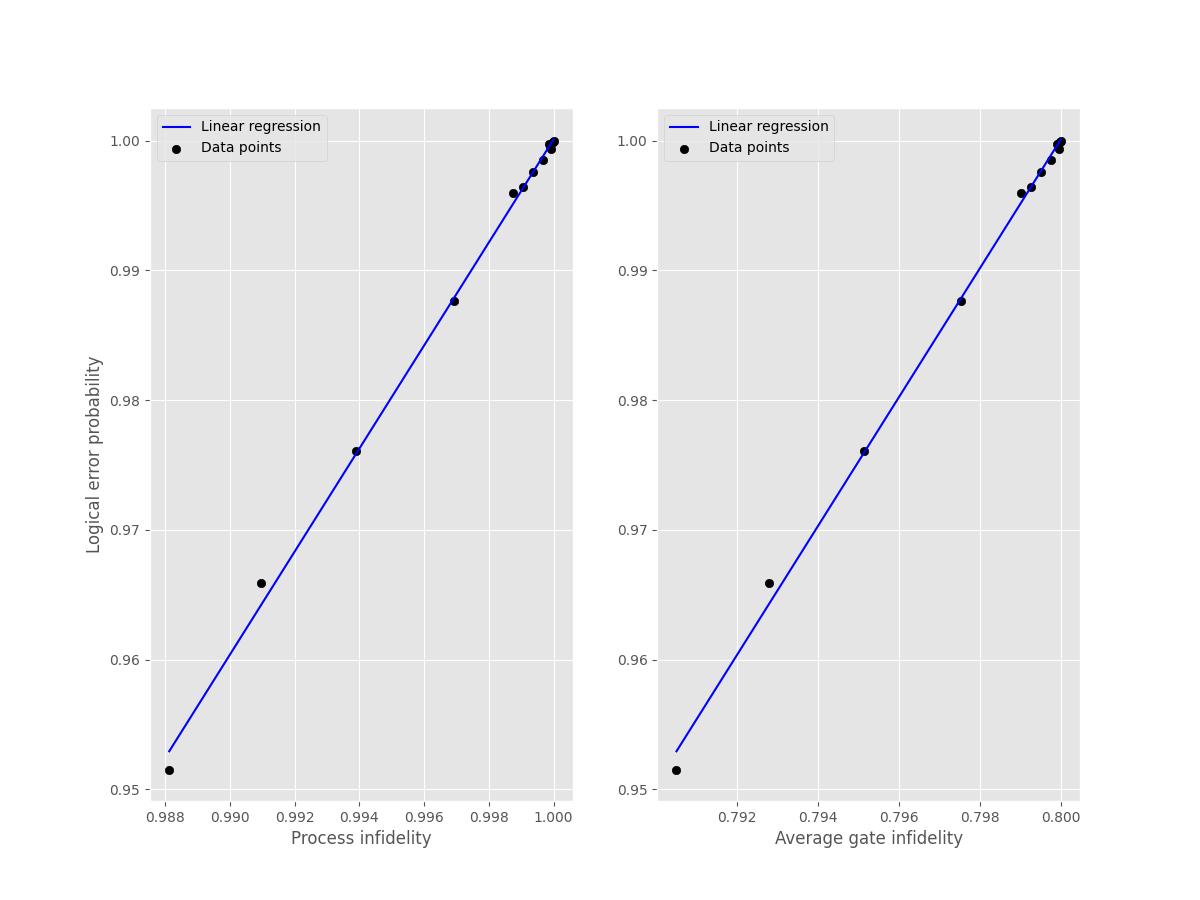 Linear regression
Data points
Logical error probability
1.00
0.99
0.98
0.97
0.96
0.95
0.988 0.990 0.992 0.994 0.996 0.998 1.000
Process infidelity
Linear regression
Data points
1.00
0.99
0.98
0.97
0.96
0.95
0.792 0.794 0.796 0.798 0.800
Average gate infidelity